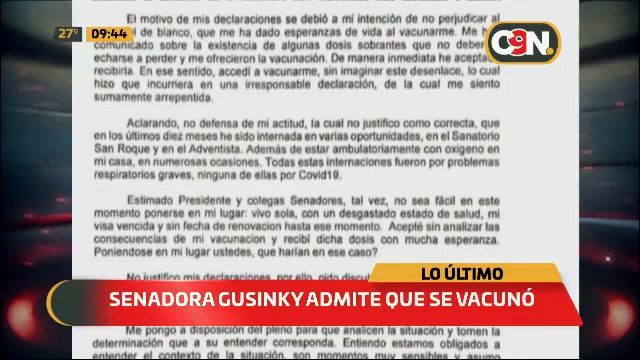 27°
09:44
C9N.
El motivo de mis declaraciones se debió a mi intención de no perjudicar al
l de blanco, que me ha dado esperanzas de vida al vacunarme. Me h
comunicado sobre la existencia de algunas dosis sobrantes que no debe
echarse a perder y me ofrecieron la vacunación. De manera inmediata he acepta
recibirla. En ese sentido, accedí a vacunarme, sin imaginar este desenlace, lo cual
hizo que incurriera en una irresponsable declaración, de la cual me siento
sumamente arrepentida.
Aclarando, no defensa de mi actitud, la cual no justifico como correcta, que
en los últimos diez meses he sido internada en varias oportunidades, en el Sanatorio
San Roque y en el Adventista. Además de estar ambulatoriamente con oxigeno en
mi casa, en numerosas ocasiones. Todas estas internaciones fueron por problemas
respiratorios graves, ninguna de ellas por Covid19.
Estimado Presidente y colegas Senadores, tal vez, no sea fácil en este
momento ponerse en mi lugar: vivo sola, con un desgastado estado de salud, mi
visa vencida y sin fecha de renovacion hasta ese momento. Acepté sin analizar las
consecuencias de mi vacunacion y recibí dicha dosis con mucha esperanza.
Poniendose en mi lugar ustedes, que harían en ese caso?
No justifico mis declaraciones, por ello, pido discul
LO ÚLTIMO
SENADORA GUSINKY ADMITE QUE SE VACUNÓ
Me pongo a disposición del pleno para que analicen la situación y tomen la
determinación que a su entender corresponda. Entiendo estamos obligados a
entender el contexto de la situación, son momentos muy sensibles y asumo